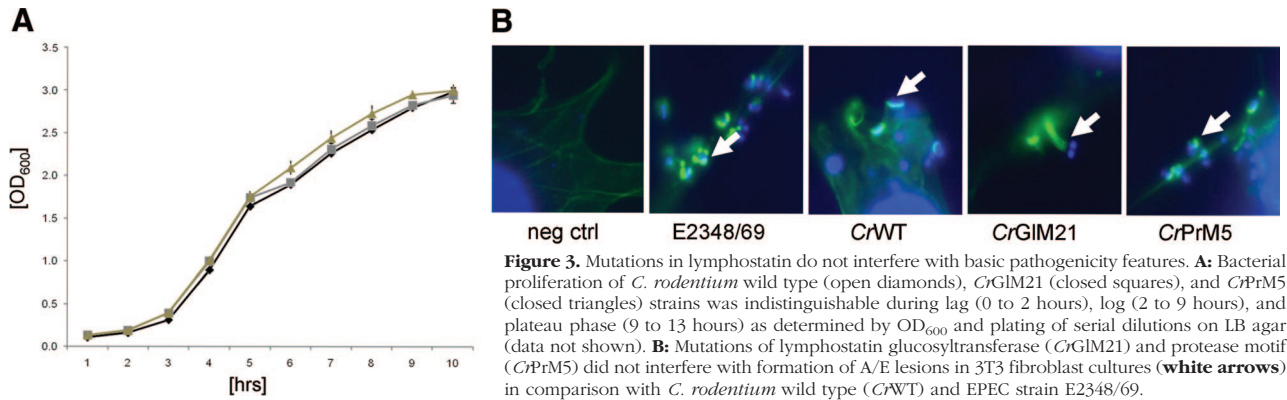 A
3.5
3.0
2.5
2.0
1.5
1.0
0.5
0.0
[OD600]
1 2 3 4 5 6 7 8 9 10
[hrs]
B
neg ctrl E2348/69 CrWT CrGlM21 CrPrM5
Figure 3. Mutations in lymphostatin do not interfere with basic pathogenicity features. A: Bacterial
proliferation of C. rodentium wild type (open diamonds), CrGlM21 (closed squares), and CrPrM5
(closed triangles) strains was indistinguishable during lag (0 to 2 hours), log (2 to 9 hours), and
plateau phase (9 to 13 hours) as determined by OD600 and plating of serial dilutions on LB agar
(data not shown). B: Mutations of lymphostatin glucosyltransferase (CrGlM21) and protease motif
(CrPrM5) did not interfere with formation of A/E lesions in 3T3 fibroblast cultures (white arrows)
in comparison with C. rodentium wild type (CrWT) and EPEC strain E2348/69.